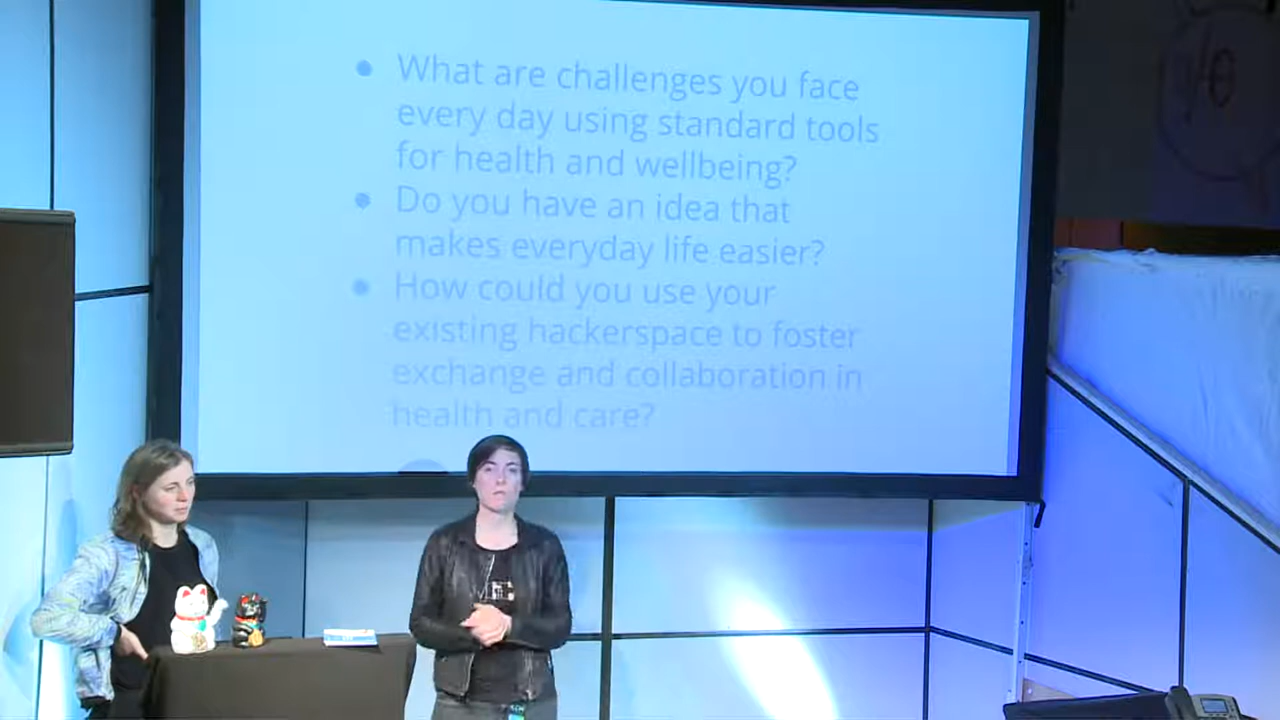 What are challenges you face
every day using standard tools
for health and wellbeing?
Do you have an idea that
makes everyday life easier?
How could you use your
existing hackerspace to foster
exchange and collaboration in
health and care?